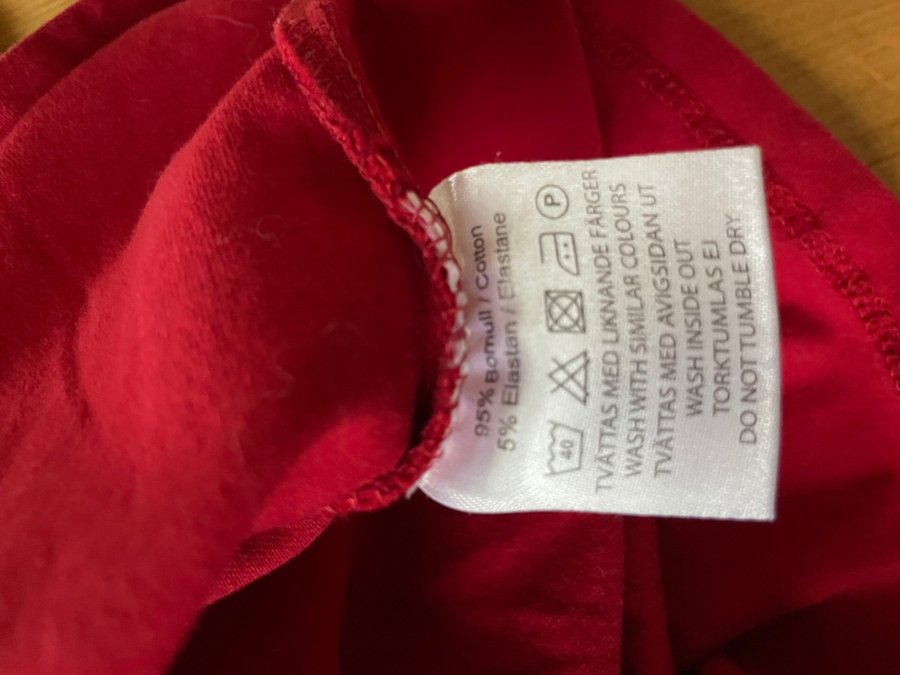 95% Bomull / Cotton
5% Elastan / Elastane
40 P
TVÄTTAS MED LIKNANDE FÄRGER
WASH WITH SIMILAR COLOURS
TVÄTTAS MED AVIGSIDAN UT
WASH INSIDE OUT
TORKTUMLAS EJ
DO NOT TUMBLE DRY